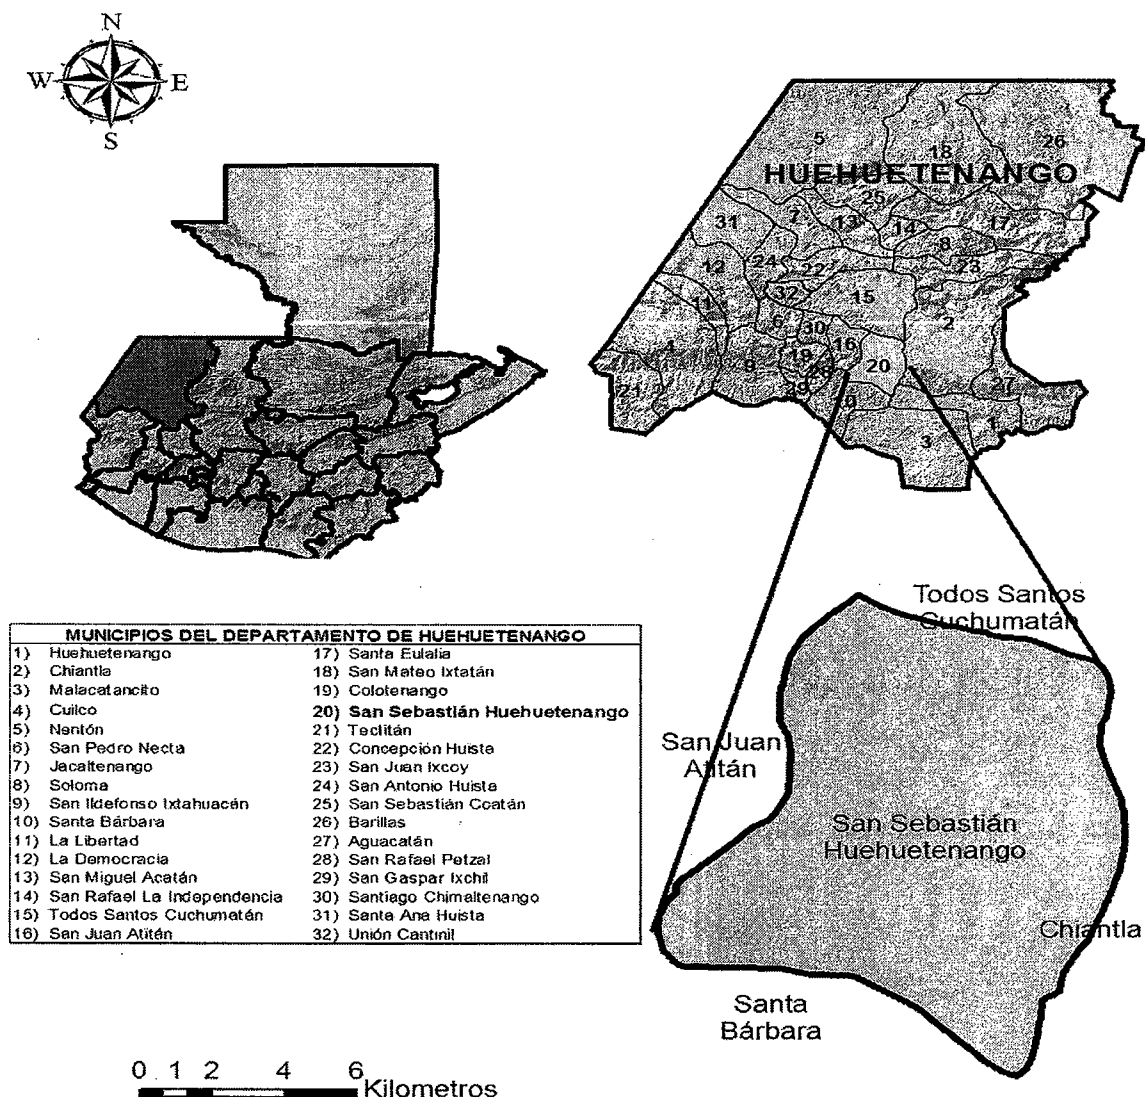 N
W E
S
HUEHUETENANGO
5
18
26
25
31
7
13
14
17
8
12
24
22
23
32
15
11
2
6
30
16
4
9
19
28
20
21
27
3
1
MUNICIPIOS DEL DEPARTAMENTO DE HUEHUETENANGO
1) Huehuetenango
2) Chiantla
3) Malacatancito
4) Cuilco
5) Nentón
6) San Pedro Necta
7) Jacaltenango
8) Soloma
9) San Ildefonso Ixtahuacán
10) Santa Bárbara
11) La Libertad
12) La Democracia
13) San Miguel Acatán
14) San Rafael La Independencia
15) Todos Santos Cuchumatán
16) San Juan Atitán
17) Santa Eulalia
18) San Mateo Ixtatán
19) Colotenango
20) San Sebastián Huehuetenango
21) Tectitán
22) Concepción Huista
23) San Juan Ixcoy
24) San Antonio Huista
25) San Sebastián Coatán
26) Barillas
27) Aguacatán
28) San Rafael Petzal
29) San Gaspar Ixchil
30) Santiago Chimaltenango
31) Santa Ana Huista
32) Unión Cantinil
Todos Santos
Cuchumatán
San Juan
Atitán
San Sebastián
Huehuetenango
Chiantla
Santa
Bárbara
0 1 2 4 6
Kilometros